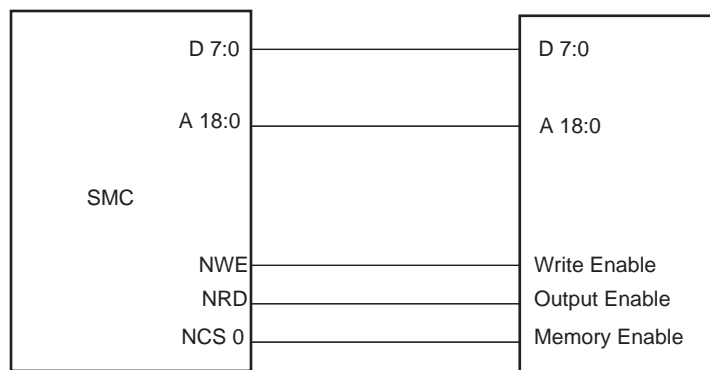 D 7:0 D 7:0
A 18:0 A 18:0
SMC
NWE Write Enable
NRD Output Enable
NCS 0 Memory Enable